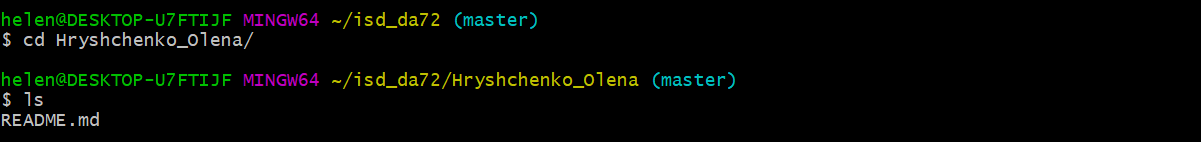 helen@DESKTOP-U7FTIJF MINGW64 ~/isd_da72 (master)
$ cd Hryshchenko_Olena/
helen@DESKTOP-U7FTIJF MINGW64 ~/isd_da72/Hryshchenko_Olena (master)
$ ls
README.md